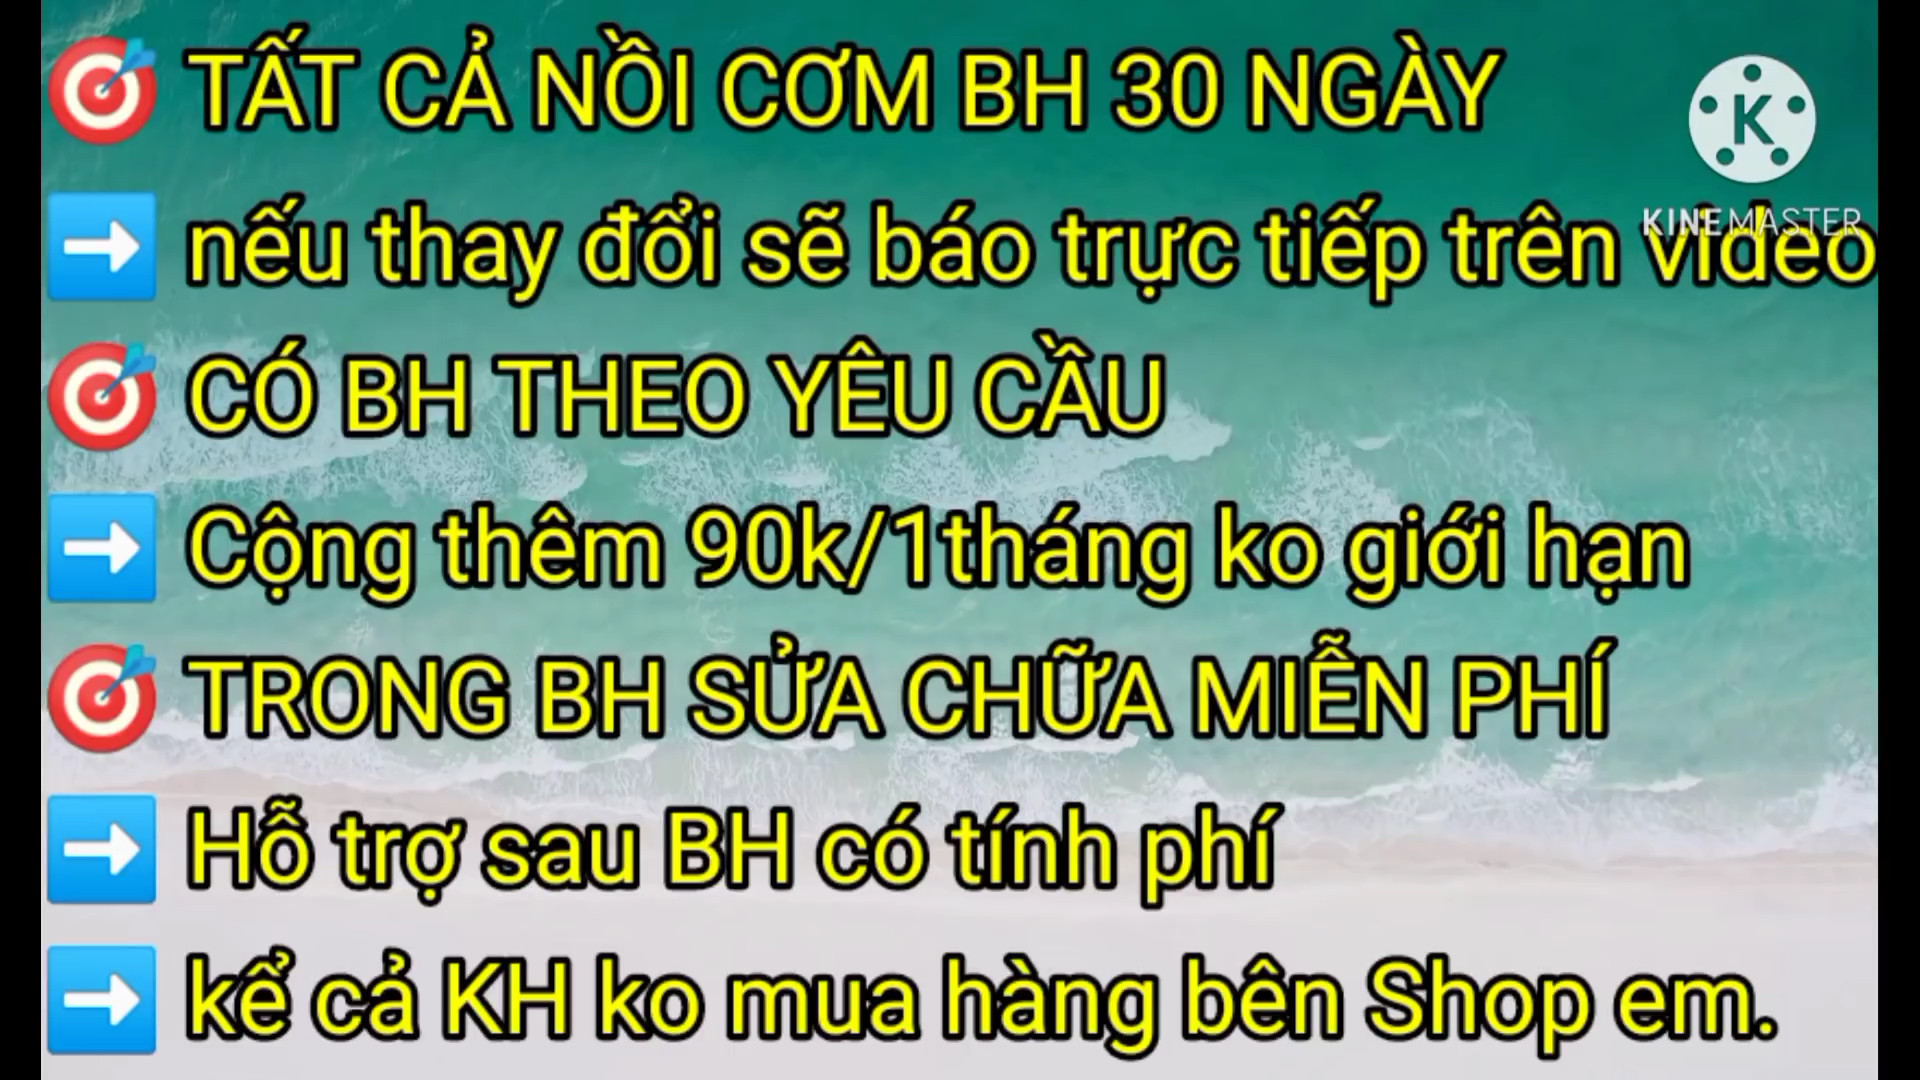 🎯 TẤT CẢ NỒI CƠM BH 30 NGÀY
➡️ nếu thay đổi sẽ báo trực tiếp trên video
🎯 CÓ BH THEO YÊU CẦU
➡️ Cộng thêm 90k/1tháng ko giới hạn
🎯 TRONG BH SỬA CHỮA MIỄN PHÍ
➡️ Hỗ trợ sau BH có tính phí
➡️ kể cả KH ko mua hàng bên Shop em.
K
KINEMASTER